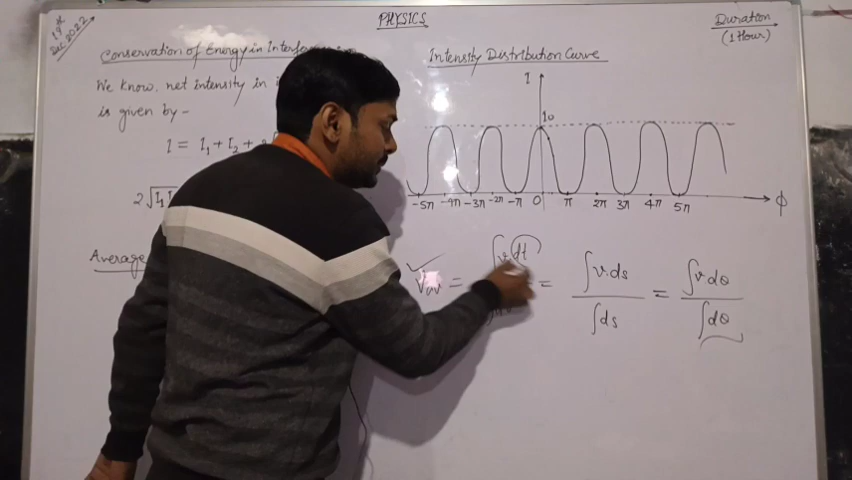 19th
Dec 2022
PHYSICS
Duration
(1 Hour)
Conservation of Energy in
We know, net intensity in
is given by -
I = I₁ + I₂ +
2√I₁I
Average
Intensity Distribution Curve
I
I0
-5π -4π -3π -2π -π 0 π 2π 3π 4π 5π ϕ
Vav = ∫v dt = ∫v.ds / ∫ds = ∫v.dθ / ∫dθ